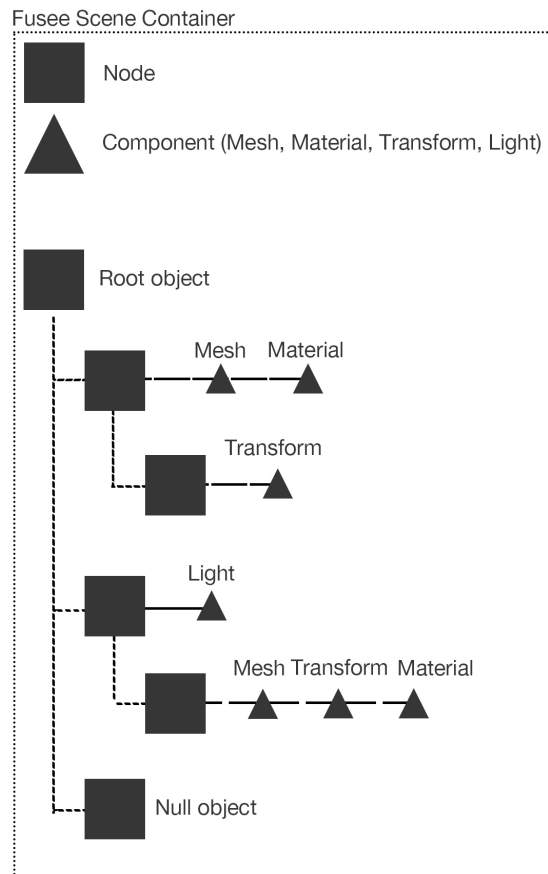 Fusee Scene Container
Node
Component (Mesh, Material, Transform, Light)
Root object
Mesh Material
Transform
Light
Mesh Transform Material
Null object